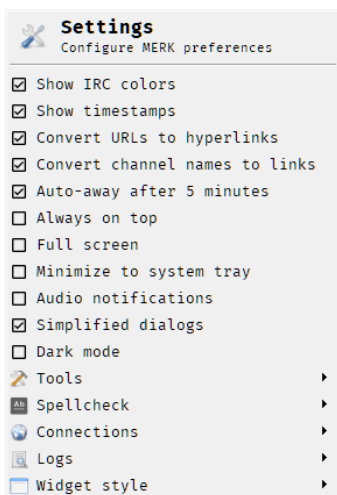 Settings
Configure MERK preferences
Show IRC colors
Show timestamps
Convert URLs to hyperlinks
Convert channel names to links
Auto-away after 5 minutes
Always on top
Full screen
Minimize to system tray
Audio notifications
Simplified dialogs
Dark mode
Tools
Ab Spellcheck
Connections
Logs
Widget style